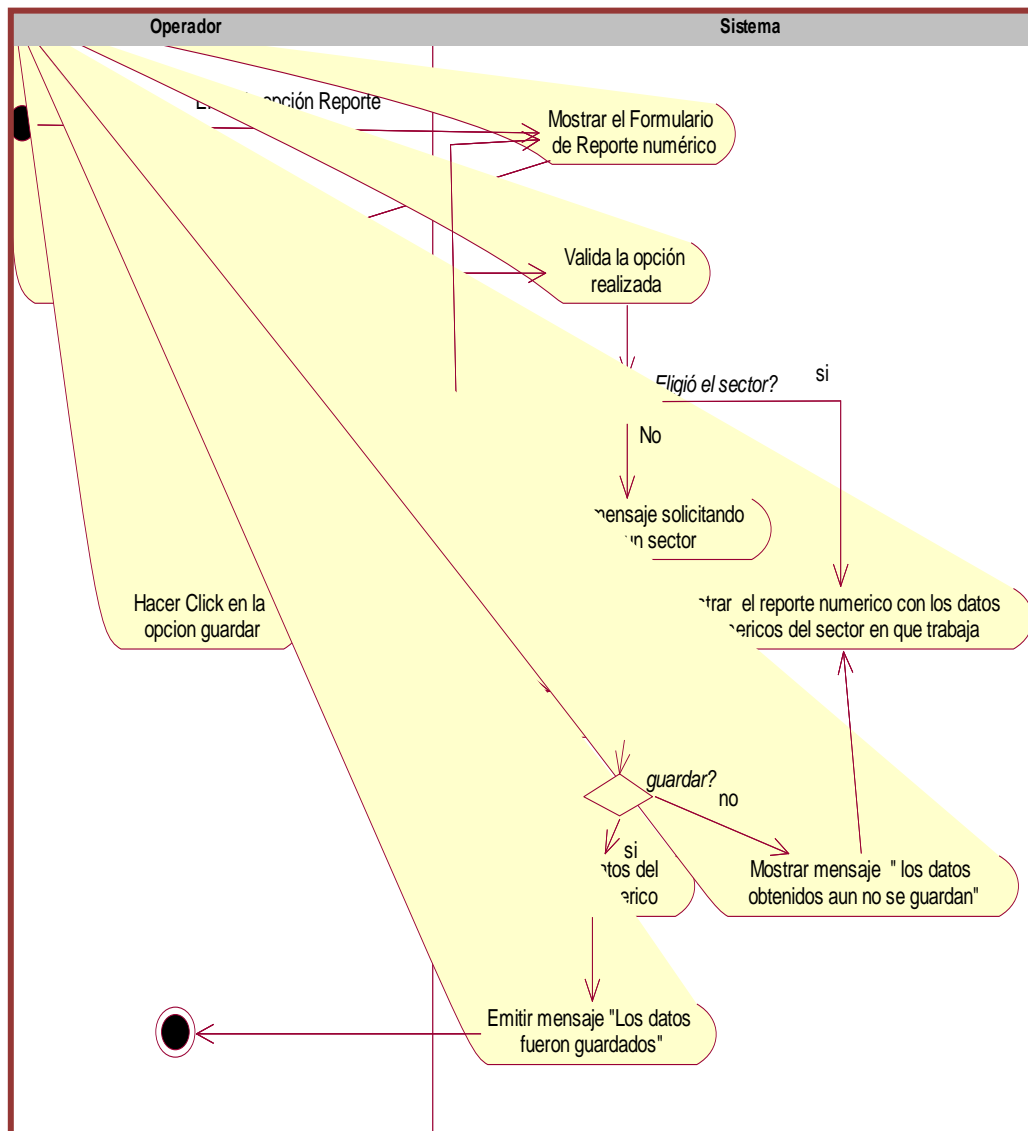 Operador
Sistema
opción Reporte
Mostrar el Formulario
de Reporte numérico
Valida la opción
realizada
Eligió el sector?
si
No
mensaje solicitando
un sector
Hacer Click en la
opcion guardar
el reporte numerico con los datos
del sector en que trabaja
guardar?
no
si
del
Mostrar mensaje " los datos
obtenidos aun no se guardan"
Emitir mensaje "Los datos
fueron guardados"